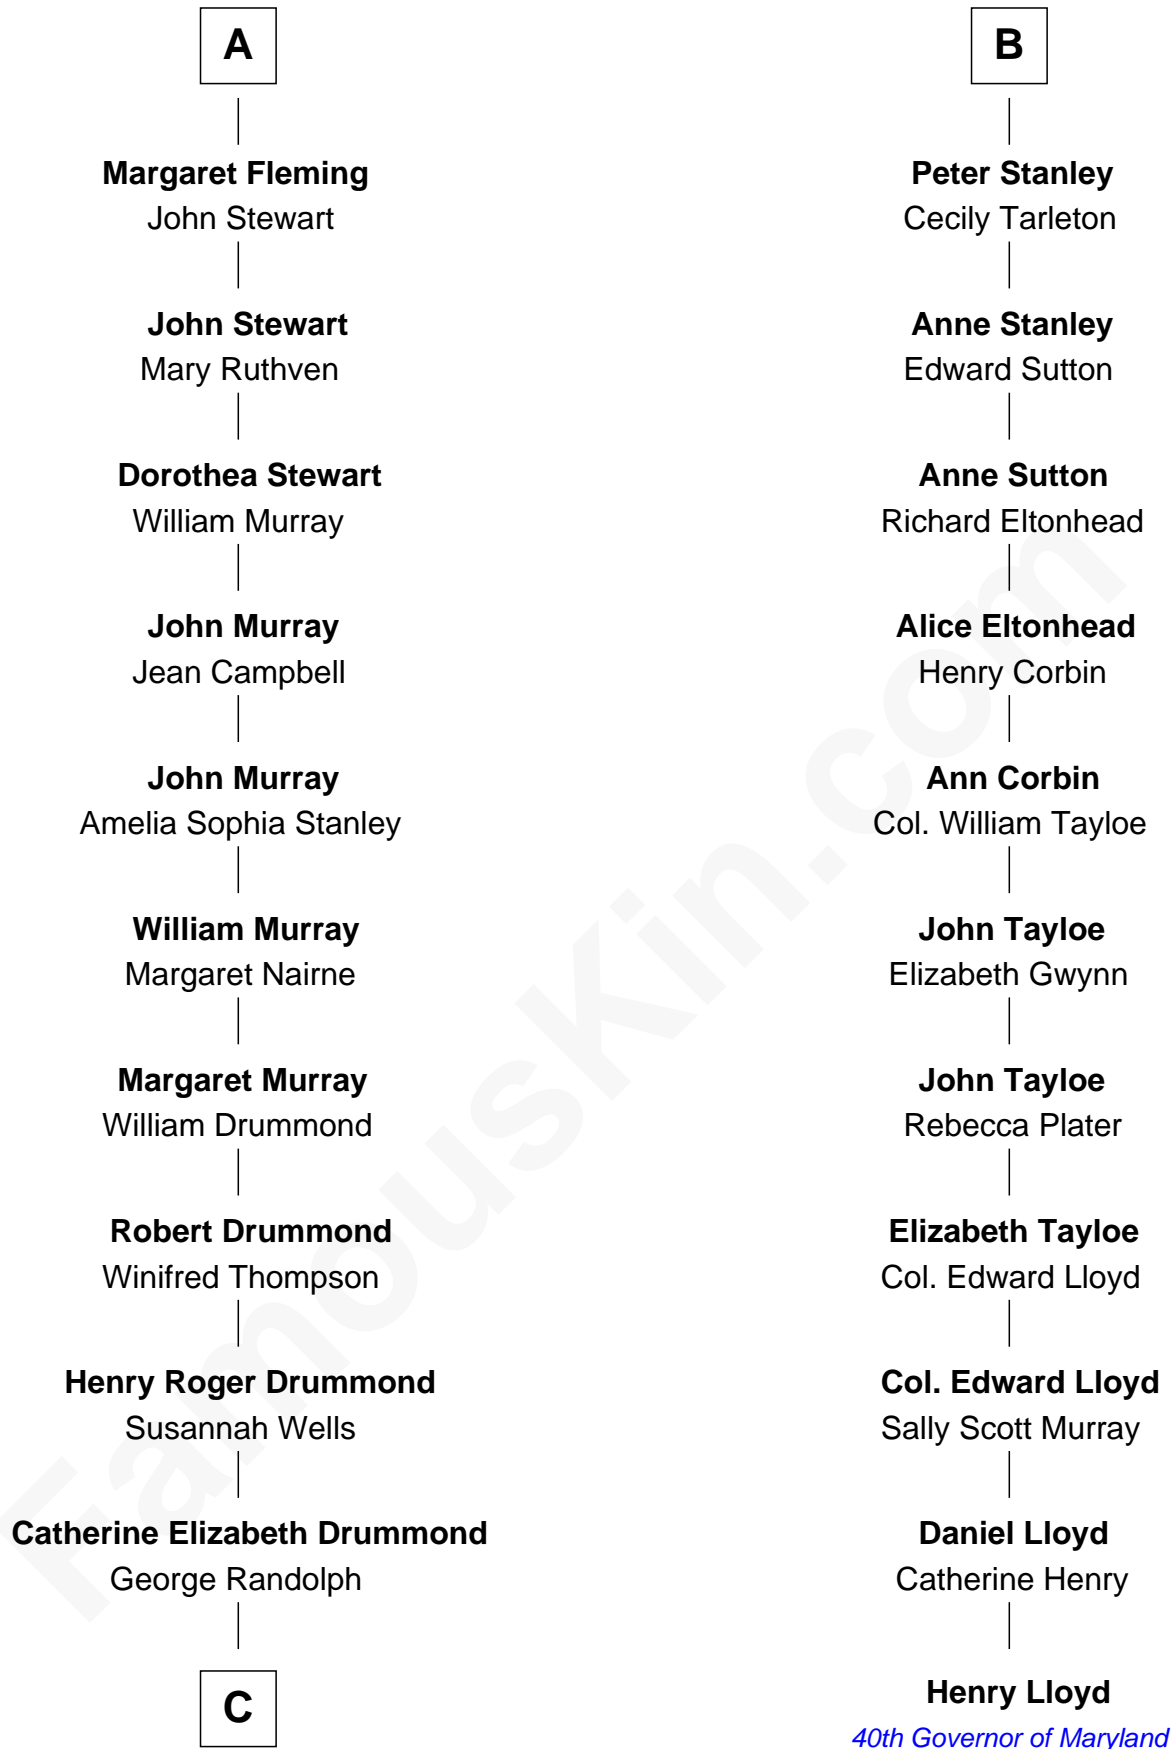 A
Margaret Fleming
John Stewart
John Stewart
Mary Ruthven
Dorothea Stewart
William Murray
John Murray
Jean Campbell
John Murray
Amelia Sophia Stanley
William Murray
Margaret Nairne
Margaret Murray
William Drummond
Robert Drummond
Winifred Thompson
Henry Roger Drummond
Susannah Wells
Catherine Elizabeth Drummond
George Randolph
C
B
Peter Stanley
Cecily Tarleton
Anne Stanley
Edward Sutton
Anne Sutton
Richard Eltonhead
Alice Eltonhead
Henry Corbin
Ann Corbin
Col. William Tayloe
John Tayloe
Elizabeth Gwynn
John Tayloe
Rebecca Plater
Elizabeth Tayloe
Col. Edward Lloyd
Col. Edward Lloyd
Sally Scott Murray
Daniel Lloyd
Catherine Henry
Henry Lloyd
40th Governor of Maryland
FamousKin.com